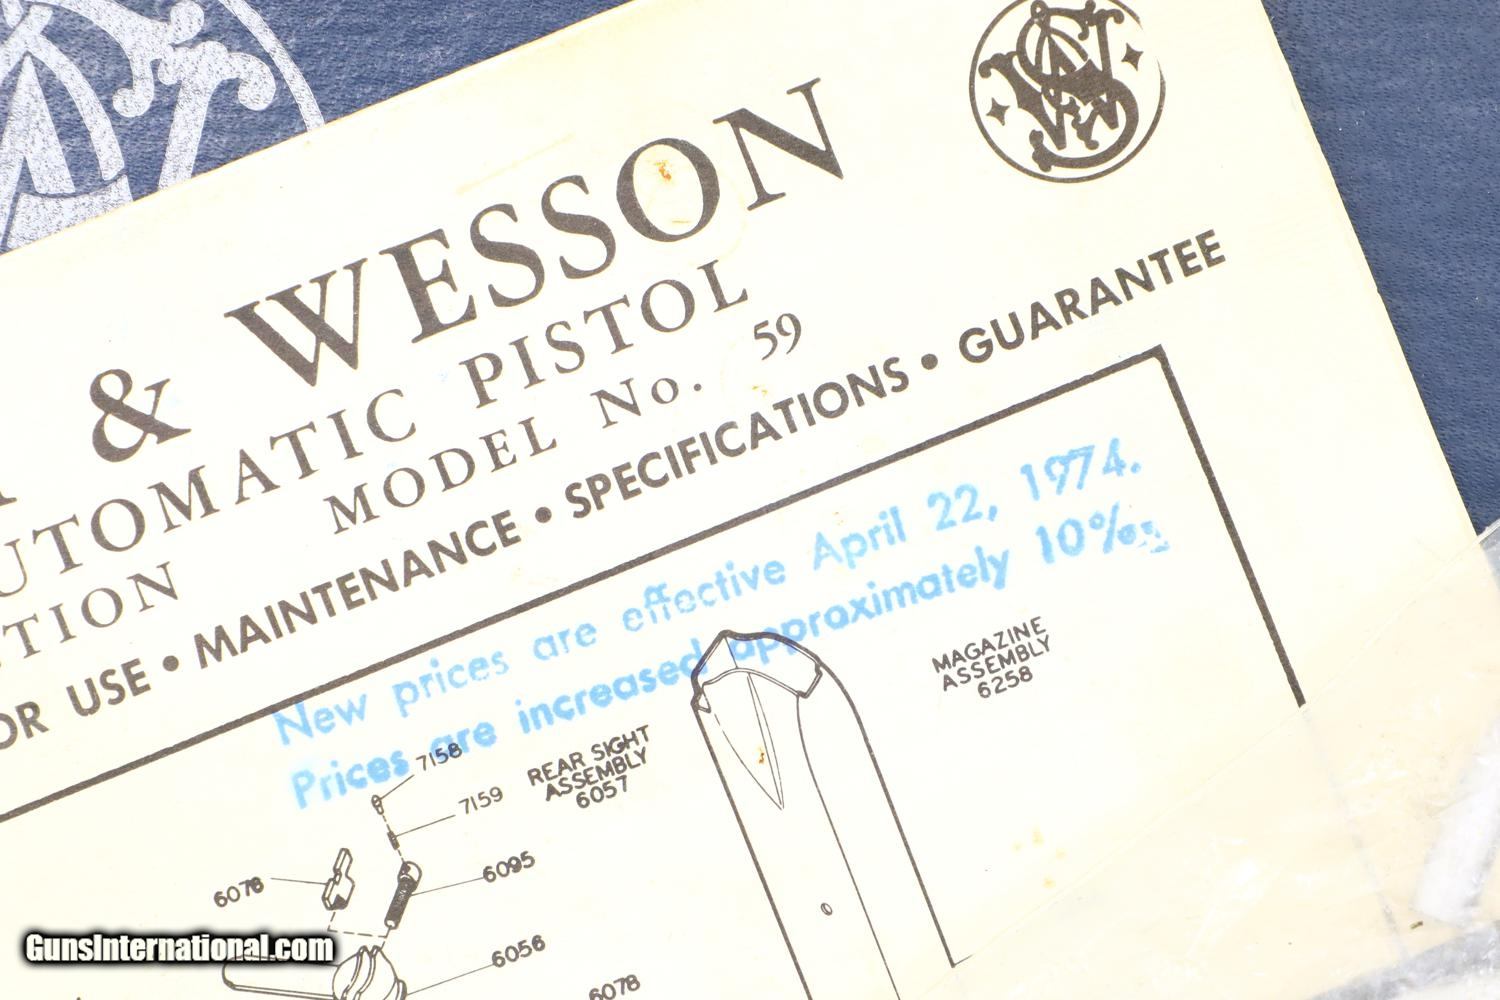 & WESSON
UTOMATIC PISTOL
TION MODEL No. 59
OR USE • MAINTENANCE • SPECIFICATIONS • GUARANTEE
New prices are effective April 22, 1974.
Prices are increased approximately 10%.
MAGAZINE
ASSEMBLY
6258
7158
REAR SIGHT
ASSEMBLY
6057
7159
6095
6078
6056
6078
GunsInternational.com